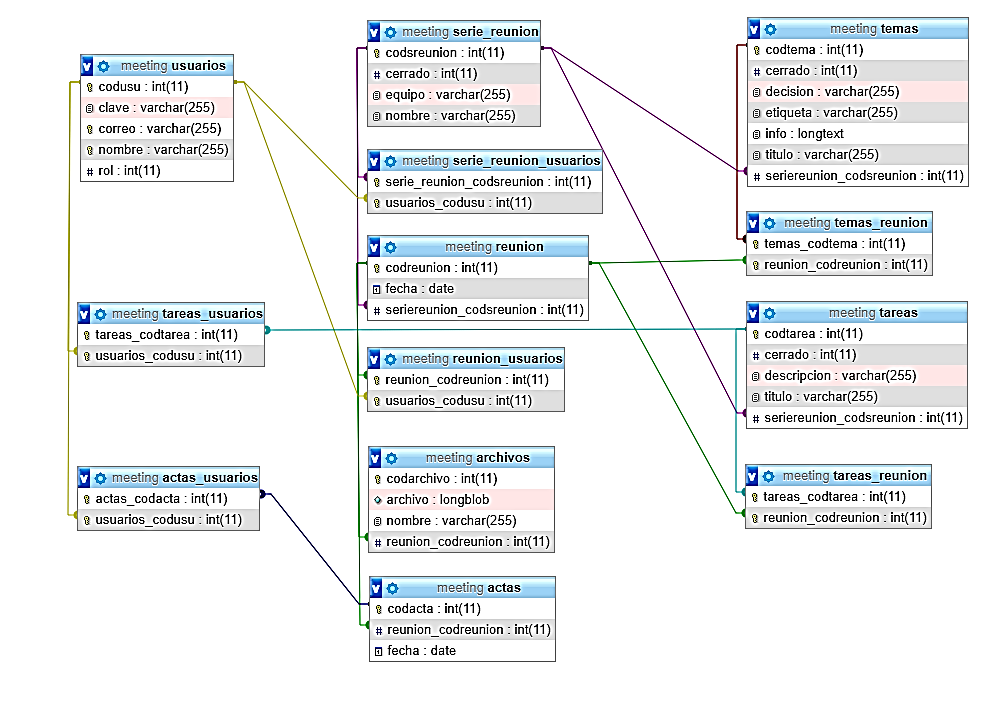 meeting usuarios
codusu : int(11)
clave : varchar(255)
correo : varchar(255)
nombre : varchar(255)
rol : int(11)
meeting tareas_usuarios
tareas_codtarea : int(11)
usuarios_codusu : int(11)
meeting actas_usuarios
actas_codacta : int(11)
usuarios_codusu : int(11)
meeting serie_reunion
codsreunion : int(11)
# cerrado : int(11)
equipo : varchar(255)
nombre : varchar(255)
meeting serie_reunion_usuarios
serie_reunion_codsreunion : int(11)
usuarios_codusu : int(11)
meeting reunion
codreunion : int(11)
fecha : date
# seriereunion_codsreunion : int(11)
meeting reunion_usuarios
reunion_codreunion : int(11)
usuarios_codusu : int(11)
meeting archivos
codarchivo : int(11)
archivo : longblob
nombre : varchar(255)
# reunion_codreunion : int(11)
meeting actas
codacta : int(11)
# reunion_codreunion : int(11)
fecha : date
meeting temas
codtema : int(11)
# cerrado : int(11)
decision : varchar(255)
etiqueta : varchar(255)
info : longtext
titulo : varchar(255)
# seriereunion_codsreunion : int(11)
meeting temas_reunion
temas_codtema : int(11)
reunion_codreunion : int(11)
meeting tareas
codtarea : int(11)
# cerrado : int(11)
descripcion : varchar(255)
titulo : varchar(255)
# seriereunion_codsreunion : int(11)
meeting tareas_reunion
tareas_codtarea : int(11)
reunion_codreunion : int(11)